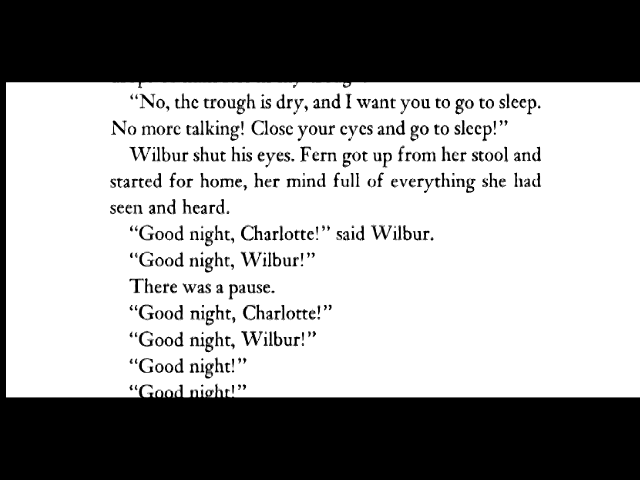 "No, the trough is dry, and I want you to go to sleep.
No more talking! Close your eyes and go to sleep!"
Wilbur shut his eyes. Fern got up from her stool and
started for home, her mind full of everything she had
seen and heard.
"Good night, Charlotte!" said Wilbur.
"Good night, Wilbur!"
There was a pause.
"Good night, Charlotte!"
"Good night, Wilbur!"
"Good night!"
"Good night!"